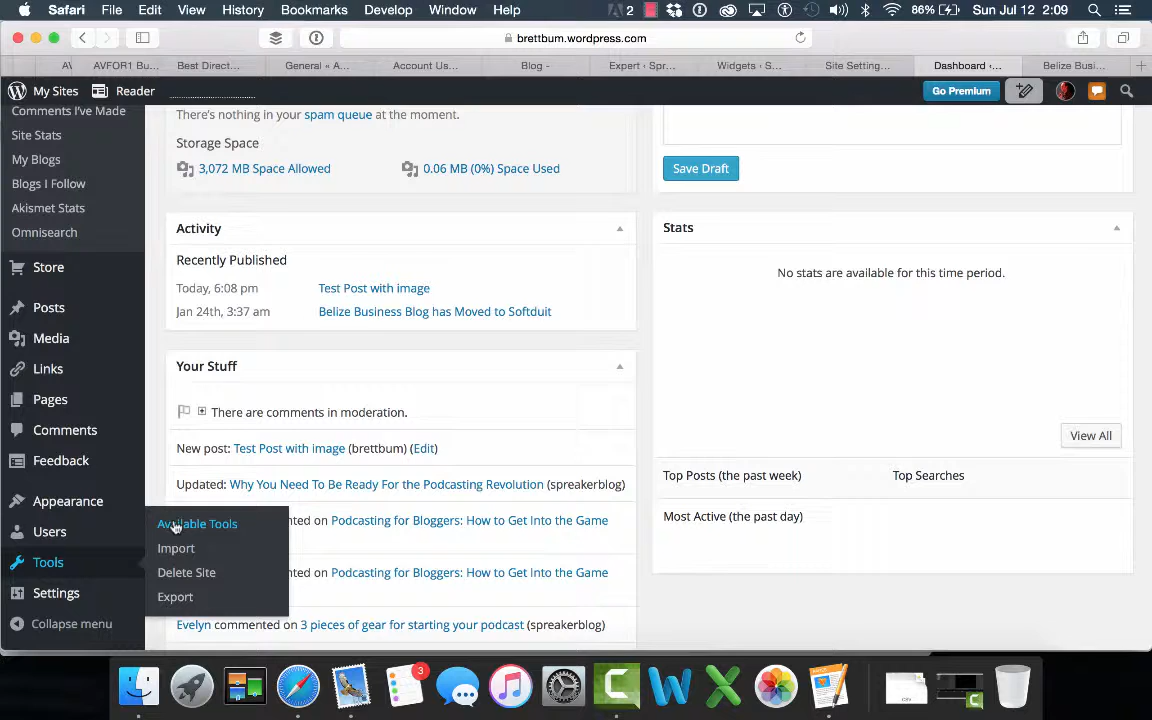 Safari File Edit View History Bookmarks Develop Window Help 2 86% Sun Jul 12 2:09
brettbum.wordpress.com
AV AVFOR1 Bu... Best Direct... General « A... Account Us... Blog - Expert ‹ Spr... Widgets ‹ S... Site Setting... Dashboard ‹... Belize Busi...
My Sites Reader Go Premium
Comments I've Made
Site Stats
My Blogs
Blogs I Follow
Akismet Stats
Omnisearch
Store
Posts
Media
Links
Pages
Comments
Feedback
Appearance
Users
Tools
Settings
Collapse menu
Available Tools
Import
Delete Site
Export
There's nothing in your spam queue at the moment.
Storage Space
3,072 MB Space Allowed 0.06 MB (0%) Space Used
Activity
Recently Published
Today, 6:08 pm Test Post with image
Jan 24th, 3:37 am Belize Business Blog has Moved to Softduit
Your Stuff
There are comments in moderation.
New post: Test Post with image (brettbum) (Edit)
Updated: Why You Need To Be Ready For the Podcasting Revolution (spreakerblog)
nted on Podcasting for Bloggers: How to Get Into the Game
nted on Podcasting for Bloggers: How to Get Into the Game
Evelyn commented on 3 pieces of gear for starting your podcast (spreakerblog)
Save Draft
Stats
No stats are available for this time period.
View All
Top Posts (the past week) Top Searches
Most Active (the past day)
3